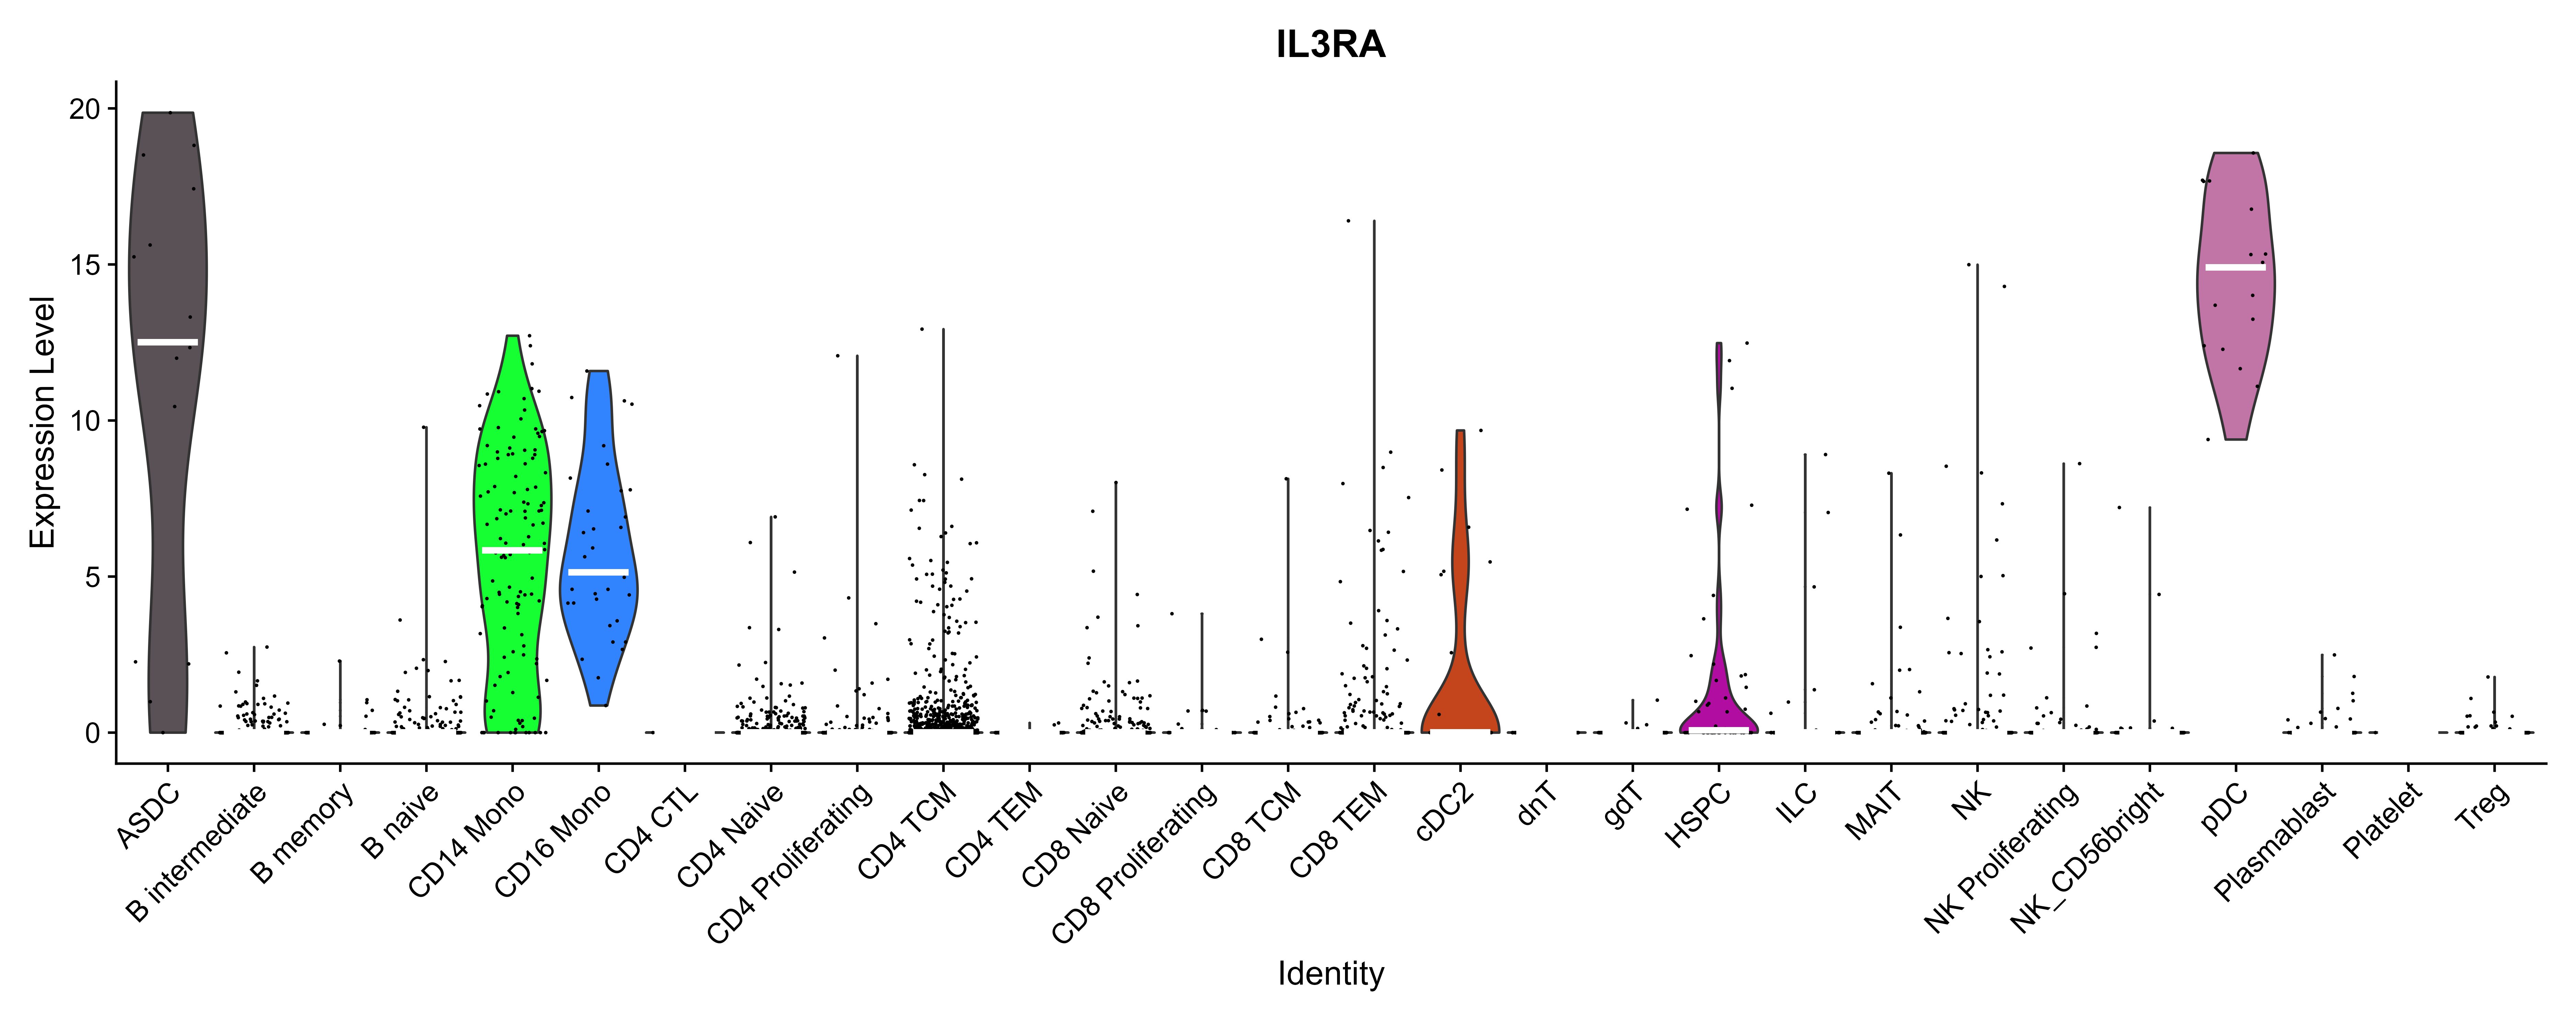 IL3RA
Expression Level
20
15
10
5
0
ASDC
B intermediate
B memory
B naive
CD14 Mono
CD16 Mono
CD4 CTL
CD4 Naive
CD4 Proliferating
CD4 TCM
CD4 TEM
CD8 Naive
CD8 Proliferating
CD8 TCM
CD8 TEM
cDC2
dnT
gdT
HSPC
ILC
MAIT
NK
NK Proliferating
NK_CD56bright
pDC
Plasmablast
Platelet
Treg
Identity